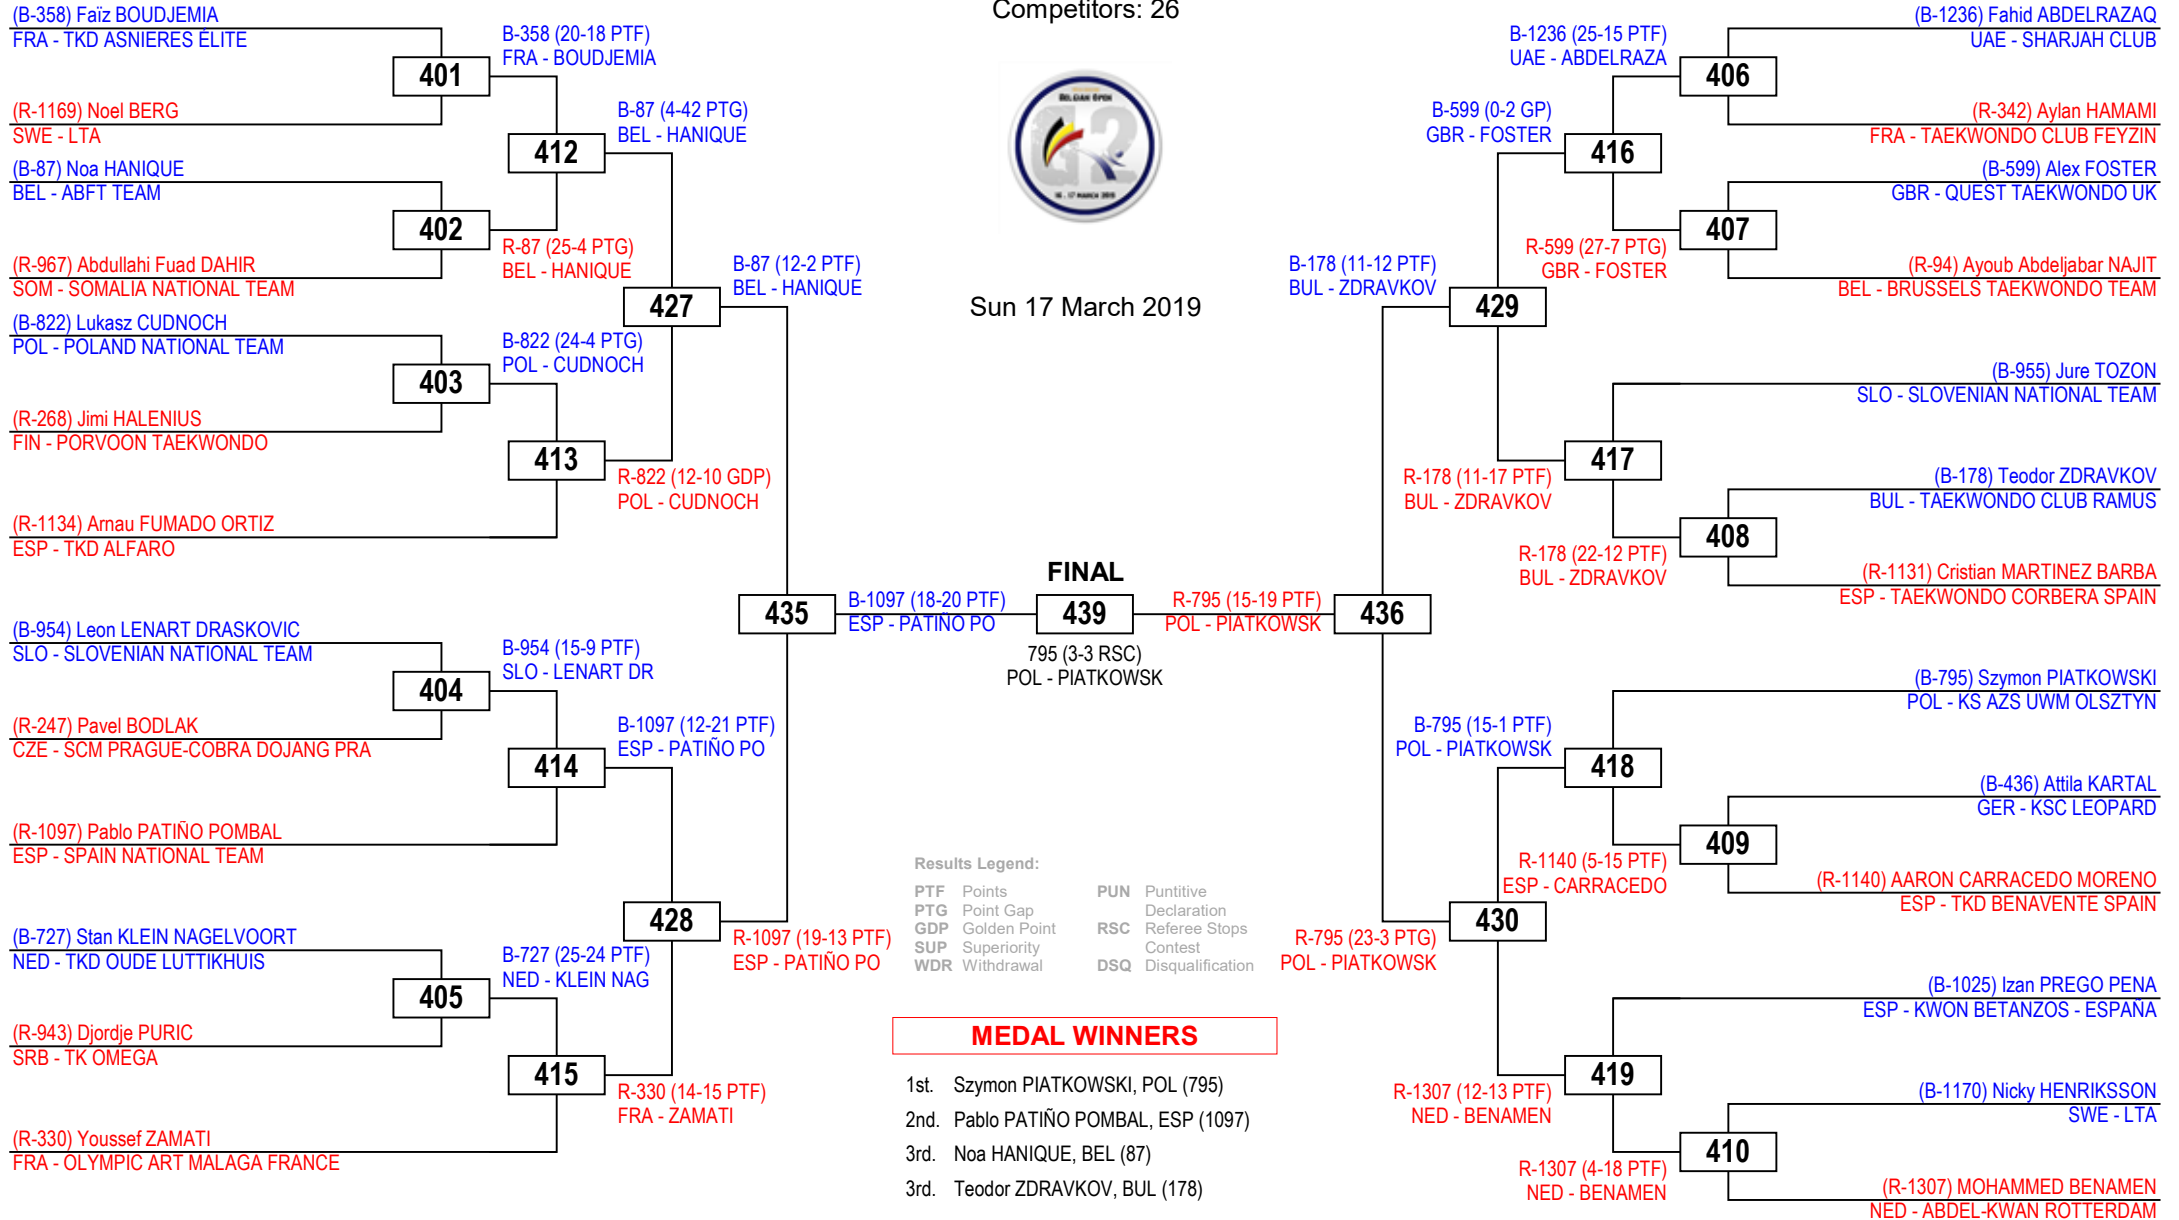 Competitors: 26
BELGIAN OPEN
G2
16 - 17 MARCH 2019
Sun 17 March 2019
(B-358) Faïz BOUDJEMIA
FRA - TKD ASNIERES ÉLITE
(R-1169) Noel BERG
SWE - LTA
(B-87) Noa HANIQUE
BEL - ABFT TEAM
(R-967) Abdullahi Fuad DAHIR
SOM - SOMALIA NATIONAL TEAM
(B-822) Lukasz CUDNOCH
POL - POLAND NATIONAL TEAM
(R-268) Jimi HALENIUS
FIN - PORVOON TAEKWONDO
(R-1134) Arnau FUMADO ORTIZ
ESP - TKD ALFARO
(B-954) Leon LENART DRASKOVIC
SLO - SLOVENIAN NATIONAL TEAM
(R-247) Pavel BODLAK
CZE - SCM PRAGUE-COBRA DOJANG PRA
(R-1097) Pablo PATIÑO POMBAL
ESP - SPAIN NATIONAL TEAM
(B-727) Stan KLEIN NAGELVOORT
NED - TKD OUDE LUTTIKHUIS
(R-943) Djordje PURIC
SRB - TK OMEGA
(R-330) Youssef ZAMATI
FRA - OLYMPIC ART MALAGA FRANCE
401
402
403
404
405
B-358 (20-18 PTF)
FRA - BOUDJEMIA
R-87 (25-4 PTG)
BEL - HANIQUE
B-822 (24-4 PTG)
POL - CUDNOCH
B-954 (15-9 PTF)
SLO - LENART DR
B-727 (25-24 PTF)
NED - KLEIN NAG
412
413
414
415
B-87 (4-42 PTG)
BEL - HANIQUE
R-822 (12-10 GDP)
POL - CUDNOCH
B-1097 (12-21 PTF)
ESP - PATIÑO PO
R-330 (14-15 PTF)
FRA - ZAMATI
427
428
B-87 (12-2 PTF)
BEL - HANIQUE
R-1097 (19-13 PTF)
ESP - PATIÑO PO
435
B-1097 (18-20 PTF)
ESP - PATIÑO PO
FINAL
439
795 (3-3 RSC)
POL - PIATKOWSK
R-795 (15-19 PTF)
POL - PIATKOWSK
436
B-178 (11-12 PTF)
BUL - ZDRAVKOV
R-795 (23-3 PTG)
POL - PIATKOWSK
429
430
B-599 (0-2 GP)
GBR - FOSTER
R-178 (11-17 PTF)
BUL - ZDRAVKOV
B-795 (15-1 PTF)
POL - PIATKOWSK
R-1307 (12-13 PTF)
NED - BENAMEN
416
417
418
419
B-1236 (25-15 PTF)
UAE - ABDELRAZA
R-599 (27-7 PTG)
GBR - FOSTER
R-178 (22-12 PTF)
BUL - ZDRAVKOV
R-1140 (5-15 PTF)
ESP - CARRACEDO
R-1307 (4-18 PTF)
NED - BENAMEN
406
407
408
409
410
(B-1236) Fahid ABDELRAZAQ
UAE - SHARJAH CLUB
(R-342) Aylan HAMAMI
FRA - TAEKWONDO CLUB FEYZIN
(B-599) Alex FOSTER
GBR - QUEST TAEKWONDO UK
(R-94) Ayoub Abdeljabar NAJIT
BEL - BRUSSELS TAEKWONDO TEAM
(B-955) Jure TOZON
SLO - SLOVENIAN NATIONAL TEAM
(B-178) Teodor ZDRAVKOV
BUL - TAEKWONDO CLUB RAMUS
(R-1131) Cristian MARTINEZ BARBA
ESP - TAEKWONDO CORBERA SPAIN
(B-795) Szymon PIATKOWSKI
POL - KS AZS UWM OLSZTYN
(B-436) Attila KARTAL
GER - KSC LEOPARD
(R-1140) AARON CARRACEDO MORENO
ESP - TKD BENAVENTE SPAIN
(B-1025) Izan PREGO PENA
ESP - KWON BETANZOS - ESPAÑA
(B-1170) Nicky HENRIKSSON
SWE - LTA
(R-1307) MOHAMMED BENAMEN
NED - ABDEL-KWAN ROTTERDAM
Results Legend:
PTF Points
PTG Point Gap
GDP Golden Point
SUP Superiority
WDR Withdrawal
PUN Puntitive
Declaration
RSC Referee Stops
Contest
DSQ Disqualification
MEDAL WINNERS
1st. Szymon PIATKOWSKI, POL (795)
2nd. Pablo PATIÑO POMBAL, ESP (1097)
3rd. Noa HANIQUE, BEL (87)
3rd. Teodor ZDRAVKOV, BUL (178)